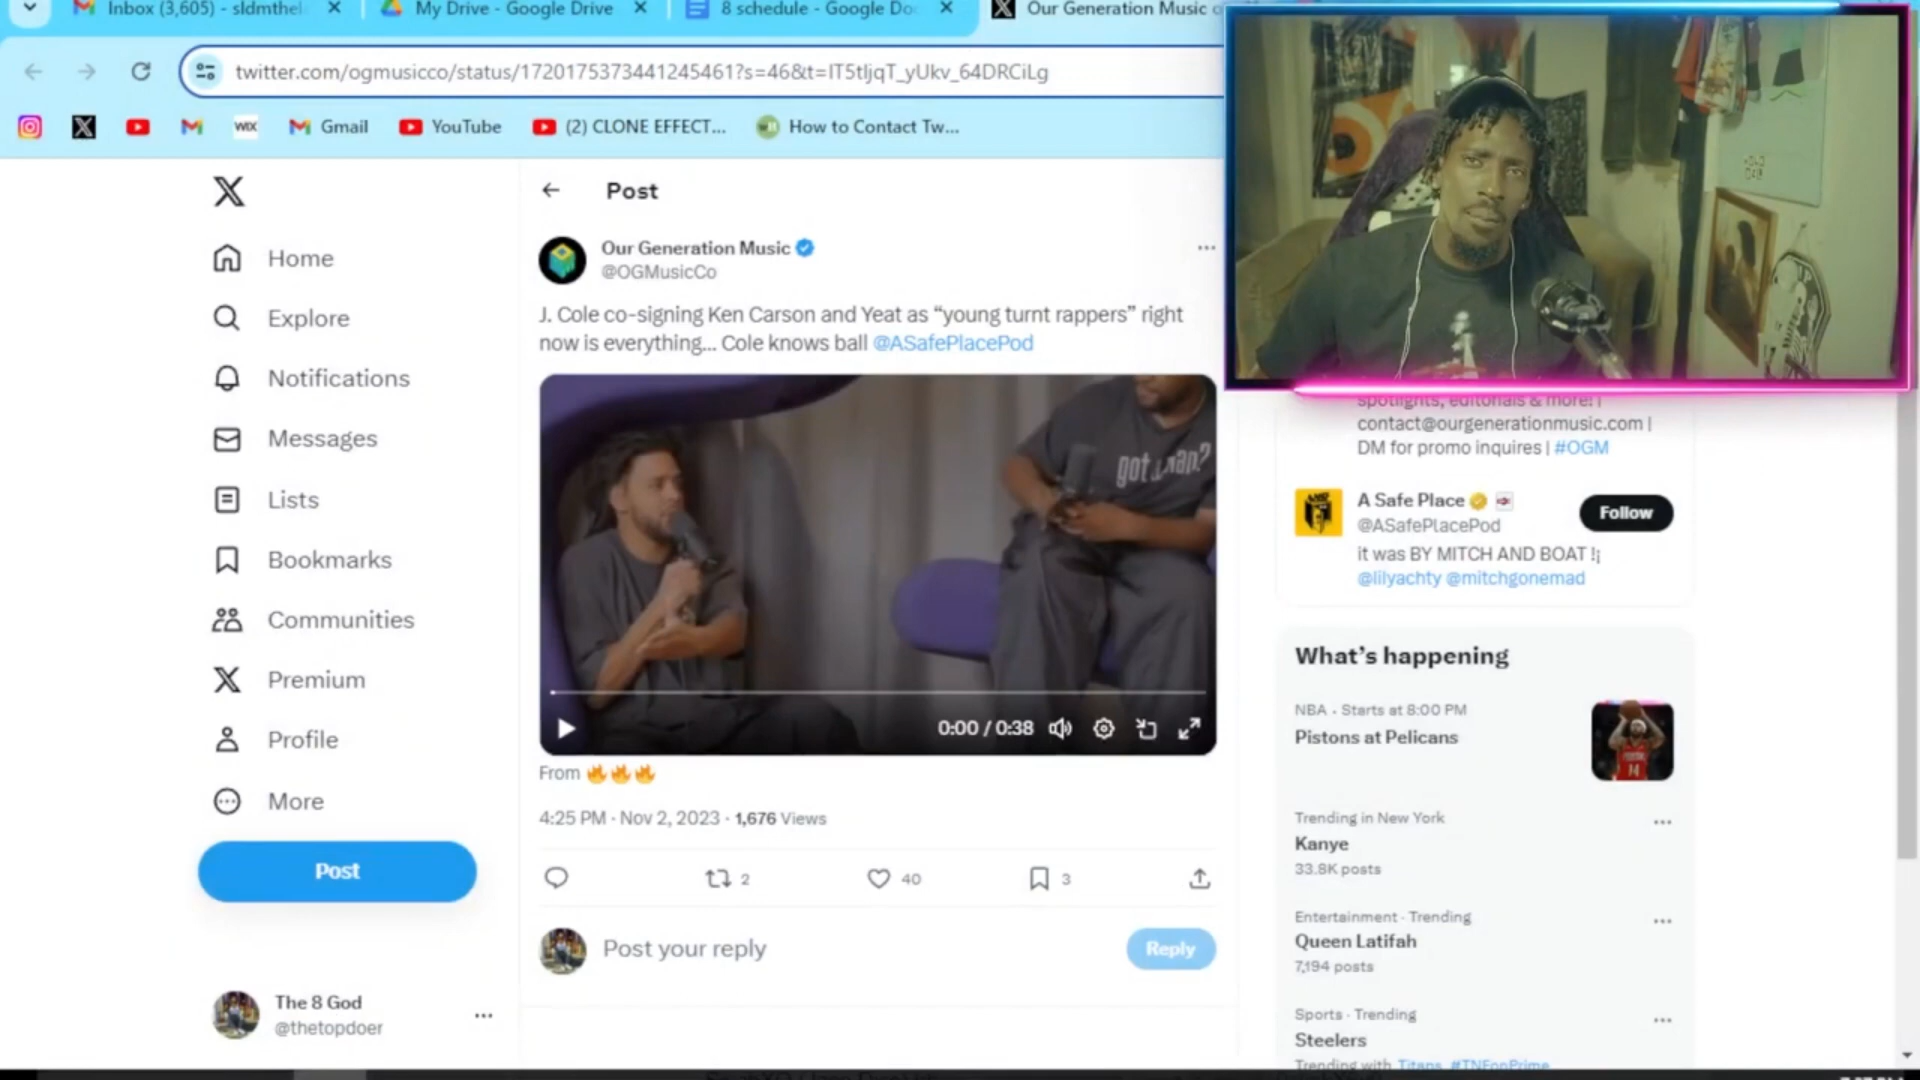 Inbox (3,605) - sldmthel
My Drive - Google Drive
8 schedule - Google Do
Our Generation Music o
twitter.com/ogmusicco/status/1720175373441245461?s=46&t=IT5tIjqT_yUkv_64DRCiLg
WIX
Gmail
YouTube
(2) CLONE EFFECT...
How to Contact Tw...
Home
Explore
Notifications
Messages
Lists
Bookmarks
Communities
Premium
Profile
More
Post
The 8 God
@thetopdoer
Post
Our Generation Music
@OGMusicCo
J. Cole co-signing Ken Carson and Yeat as “young turnt rappers” right
now is everything... Cole knows ball @ASafePlacePod
got
0:00 / 0:38
From 🔥🔥🔥
4:25 PM · Nov 2, 2023 · 1,676 Views
2
40
3
Post your reply
Reply
spotlights, editorials & more! |
contact@ourgenerationmusic.com |
DM for promo inquires | #OGM
A Safe Place
@ASafePlacePod
Follow
it was BY MITCH AND BOAT !¡
@lilyachty @mitchgonemad
What’s happening
NBA · Starts at 8:00 PM
Pistons at Pelicans
Trending in New York
Kanye
33.8K posts
Entertainment · Trending
Queen Latifah
7,194 posts
Sports · Trending
Steelers
Trending with Titans, #TNFonPrime